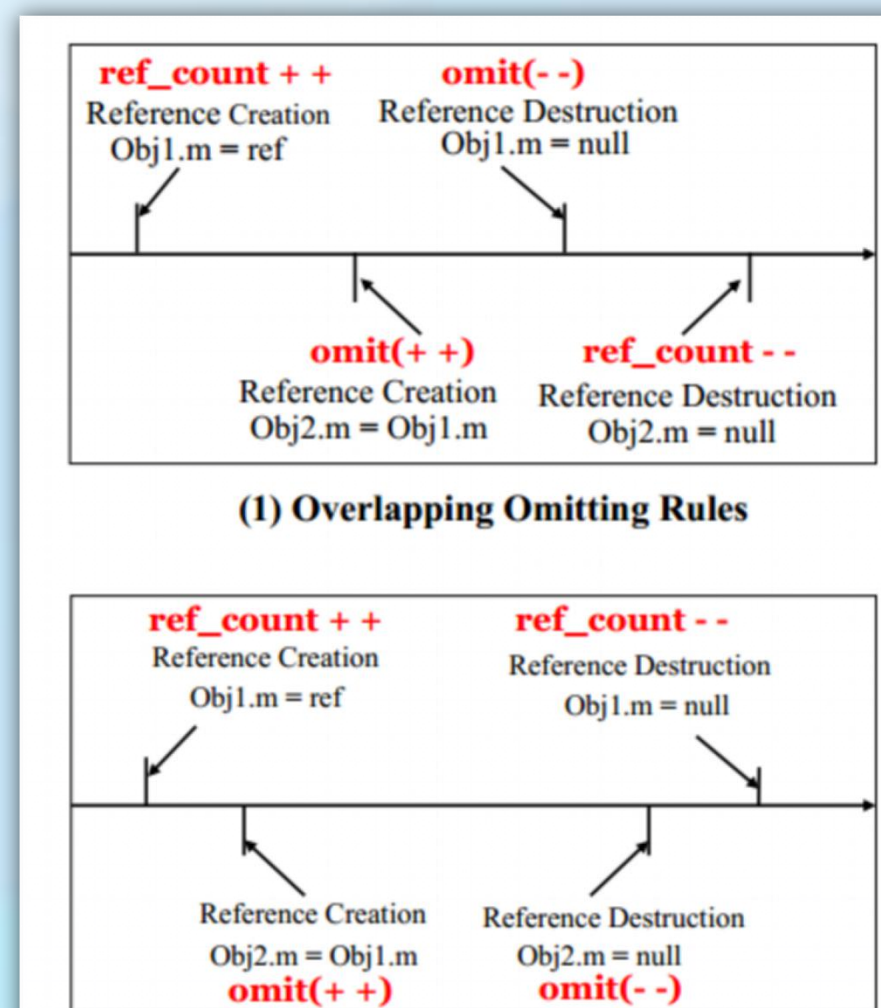 ref_count + +
Reference Creation
Obj1.m = ref
omit(- -)
Reference Destruction
Obj1.m = null
omit(+ +)
Reference Creation
Obj2.m = Obj1.m
ref_count - -
Reference Destruction
Obj2.m = null
(1) Overlapping Omitting Rules
ref_count + +
Reference Creation
Obj1.m = ref
ref_count - -
Reference Destruction
Obj1.m = null
Reference Creation
Obj2.m = Obj1.m
omit(+ +)
Reference Destruction
Obj2.m = null
omit(- -)